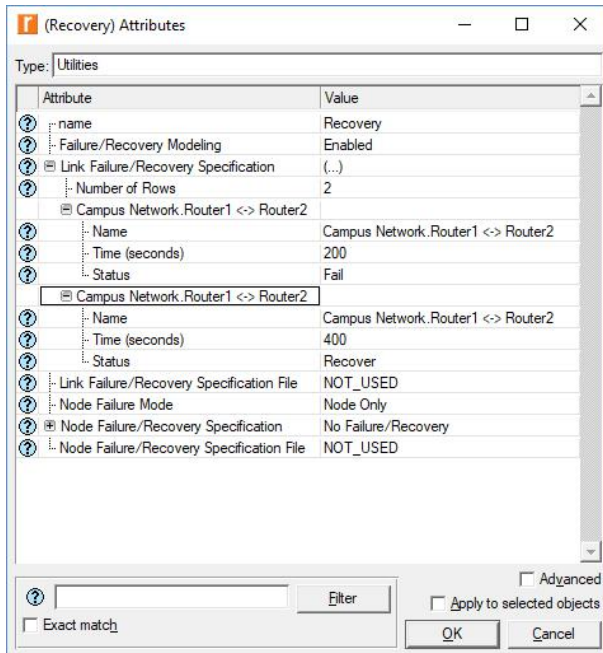 (Recovery) Attributes
Type: Utilities
Attribute Value
name Recovery
Failure/Recovery Modeling Enabled
Link Failure/Recovery Specification (...)
Number of Rows 2
Campus Network.Router1 <-> Router2
Name Campus Network.Router1 <-> Router2
Time (seconds) 200
Status Fail
Campus Network.Router1 <-> Router2
Name Campus Network.Router1 <-> Router2
Time (seconds) 400
Status Recover
Link Failure/Recovery Specification File NOT_USED
Node Failure Mode Node Only
Node Failure/Recovery Specification No Failure/Recovery
Node Failure/Recovery Specification File NOT_USED
Advanced
Filter
Apply to selected objects
Exact match
OK Cancel